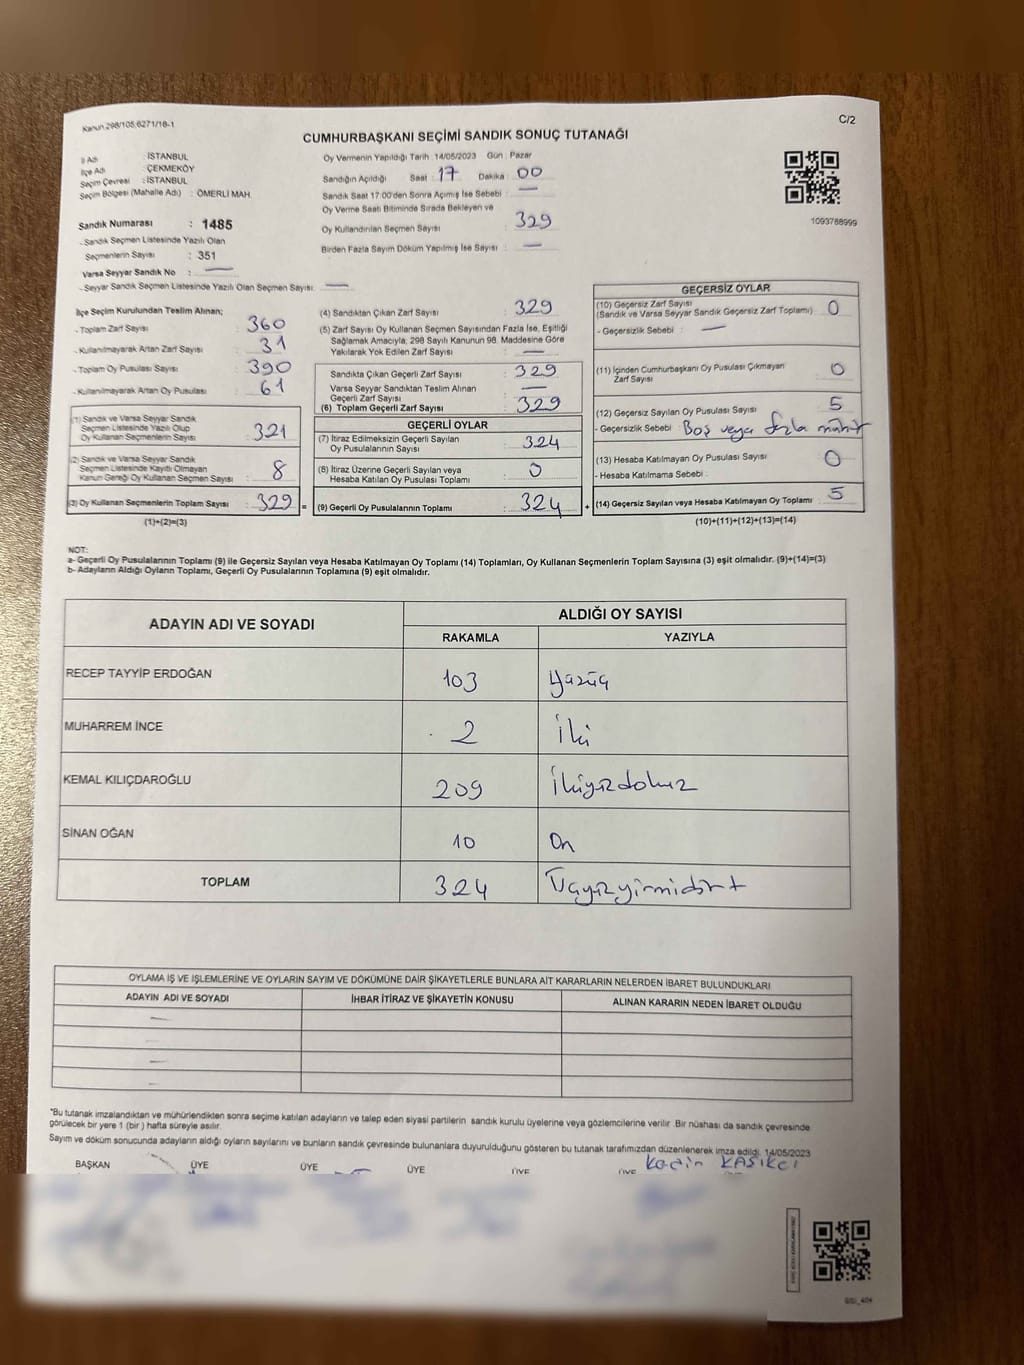 Kanun 298/105,6271/18-1
C/2
CUMHURBAŞKANI SEÇİMİ SANDIK SONUÇ TUTANAĞI
İl Adı : İSTANBUL
İlçe Adı : ÇEKMEKÖY
Seçim Çevresi : İSTANBUL
Seçim Bölgesi (Mahalle Adı) : ÖMERLİ MAH.
Oy Vermenin Yapıldığı Tarih : 14/05/2023 Gün : Pazar
Sandığın Açıldığı Saat : 17 Dakika : 00
Sandık Saat 17.00'den Sonra Açılmış İse Sebebi : —
Oy Verme Saati Bitiminde Sırada Bekleyen ve
Oy Kullandırılan Seçmen Sayısı : 329
Birden Fazla Sayım Döküm Yapılmış İse Sayısı : —
1093788999
Sandık Numarası : 1485
- Sandık Seçmen Listesinde Yazılı Olan
Seçmenlerin Sayısı : 351
Varsa Seyyar Sandık No : —
- Seyyar Sandık Seçmen Listesinde Yazılı Olan Seçmen Sayısı: —
İlçe Seçim Kurulundan Teslim Alınan;
- Toplam Zarf Sayısı : 360
- Kullanılmayarak Artan Zarf Sayısı : 31
- Toplam Oy Pusulası Sayısı : 390
- Kullanılmayarak Artan Oy Pusulası : 61
(1) Sandık ve Varsa Seyyar Sandık
Seçmen Listesinde Yazılı Olup
Oy Kullanan Seçmenlerin Sayısı : 321
(2) Sandık ve Varsa Seyyar Sandık
Seçmen Listesinde Kayıtlı Olmayan
Kanun Gereği Oy Kullanan Seçmen Sayısı : 8
(3) Oy Kullanan Seçmenlerin Toplam Sayısı : 329 =
(1)+(2)=(3)
(4) Sandıktan Çıkan Zarf Sayısı : 329
(5) Zarf Sayısı Oy Kullanan Seçmen Sayısından Fazla İse, Eşitliği
Sağlamak Amacıyla, 298 Sayılı Kanunun 98. Maddesine Göre
Yakılarak Yok Edilen Zarf Sayısı : —
Sandıkta Çıkan Geçerli Zarf Sayısı : 329
Varsa Seyyar Sandıktan Teslim Alınan
Geçerli Zarf Sayısı : —
(6) Toplam Geçerli Zarf Sayısı : 329
GEÇERLİ OYLAR
(7) İtiraz Edilmeksizin Geçerli Sayılan
Oy Pusulasının Sayısı : 324
(8) İtiraz Üzerine Geçerli Sayılan veya
Hesaba Katılan Oy Pusulası Toplamı : 0
(9) Geçerli Oy Pusulalarının Toplamı : 324 +
GEÇERSİZ OYLAR
(10) Geçersiz Zarf Sayısı
(Sandık ve Varsa Seyyar Sandık Geçersiz Zarf Toplamı) : 0
- Geçersizlik Sebebi : —
(11) İçinden Cumhurbaşkanı Oy Pusulası Çıkmayan
Zarf Sayısı : 0
(12) Geçersiz Sayılan Oy Pusulası Sayısı : 5
- Geçersizlik Sebebi : Boş veya fazla mühür
(13) Hesaba Katılmayan Oy Pusulası Sayısı : 0
- Hesaba Katılmama Sebebi :
(14) Geçersiz Sayılan veya Hesaba Katılmayan Oy Toplamı : 5
(10)+(11)+(12)+(13)=(14)
NOT:
a- Geçerli Oy Pusulalarının Toplamı (9) ile Geçersiz Sayılan veya Hesaba Katılmayan Oy Toplamı (14) Toplamları, Oy Kullanan Seçmenlerin Toplam Sayısına (3) eşit olmalıdır. (9)+(14)=(3)
b- Adayların Aldığı Oyların Toplamı, Geçerli Oy Pusulalarının Toplamına (9) eşit olmalıdır.
ADAYIN ADI VE SOYADI
ALDIĞI OY SAYISI
RAKAMLA YAZIYLA
RECEP TAYYİP ERDOĞAN 103 Yüzüç
MUHARREM İNCE 2 İki
KEMAL KILIÇDAROĞLU 209 İkiyüzdokuz
SİNAN OĞAN 10 On
TOPLAM 324 Üçyüzyirmidört
OYLAMA İŞ VE İŞLEMLERİNE VE OYLARIN SAYIM VE DÖKÜMÜNE DAİR ŞİKAYETLERLE BUNLARA AİT KARARLARIN NELERDEN İBARET BULUNDUKLARI
ADAYIN ADI VE SOYADI İHBAR İTİRAZ VE ŞİKAYETİN KONUSU ALINAN KARARIN NEDEN İBARET OLDUĞU
—
—
—
—
"Bu tutanak imzalandıktan ve mühürlendikten sonra seçime katılan adayların ve talep eden siyasi partilerin sandık kurulu üyelerine veya gözlemcilerine verilir. Bir nüshası da sandık çevresinde
görülecek bir yere 1 (bir) hafta süreyle asılır.
Sayım ve döküm sonucunda adayların aldığı oyların sayılarını ve bunların sandık çevresinde bulunanlara duyurulduğunu gösteren bu tutanak tarafımızdan düzenlenerek imza edildi. 14/05/2023
BAŞKAN ÜYE ÜYE ÜYE ÜYE ÜYE
KAŞIKÇI